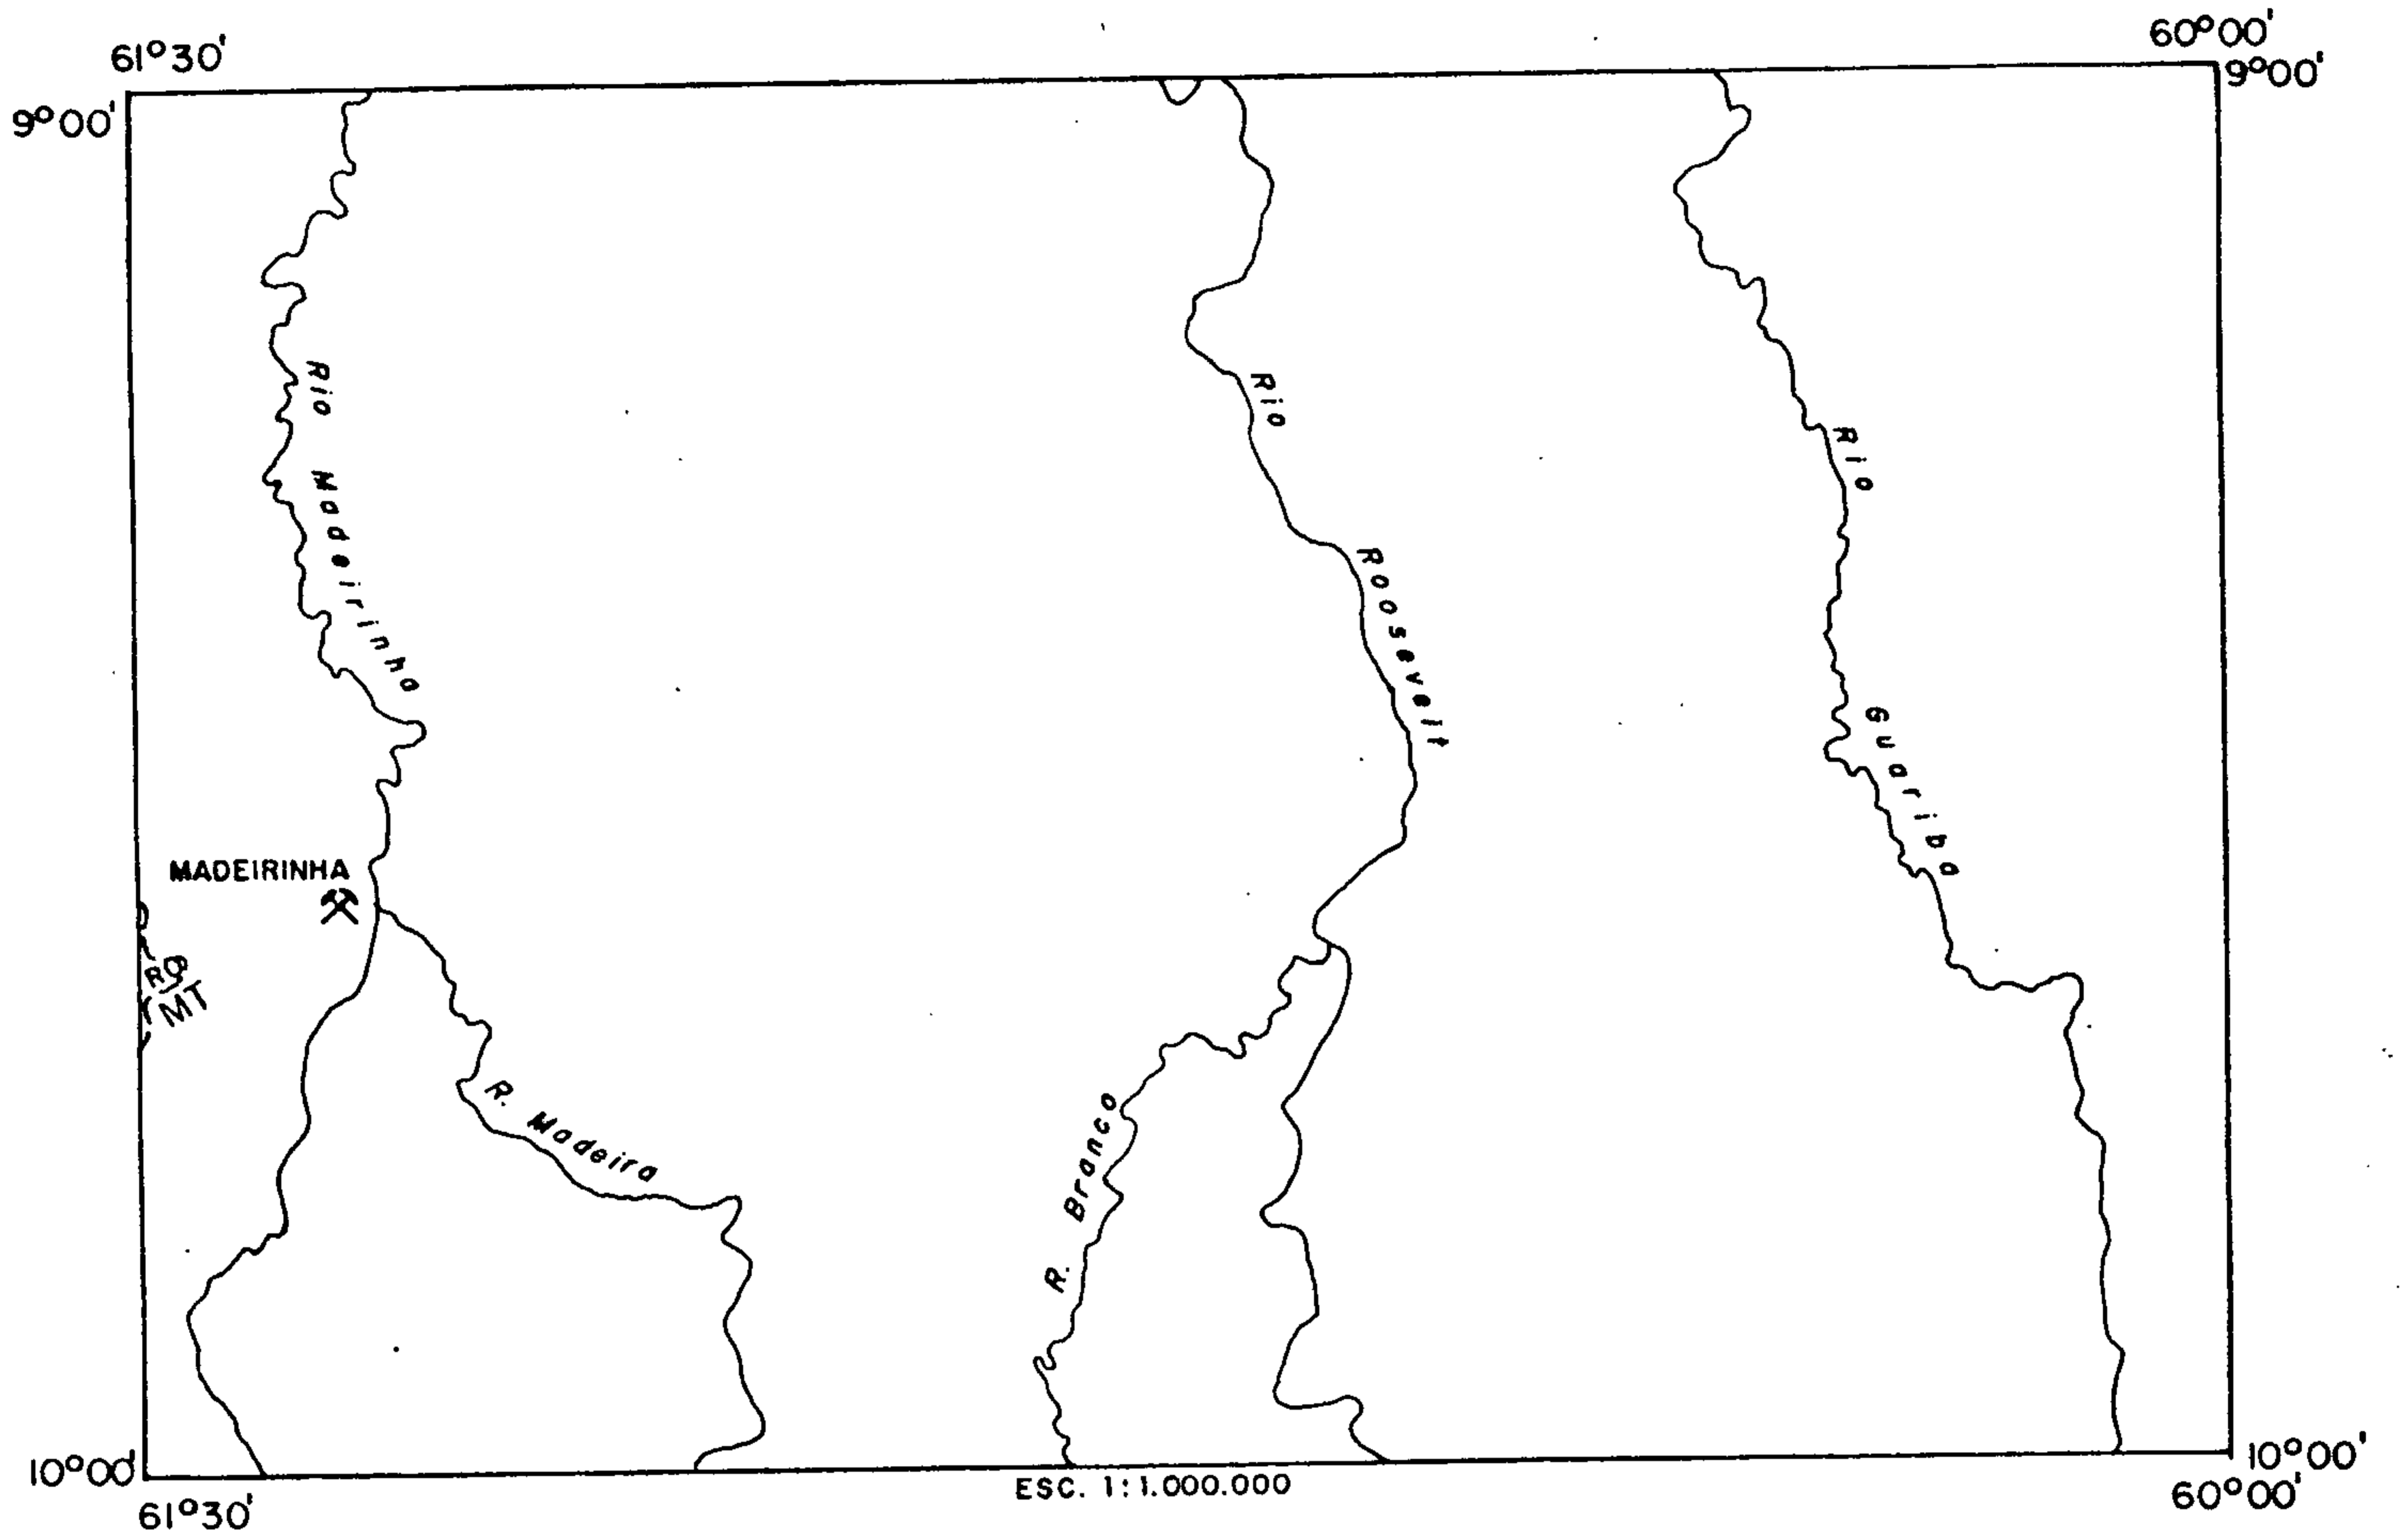 61°30'
60°00'
9°00'
9°00'
Rio Madeirinha
Rio Roosevelt
Rio Guariba
MADEIRINHA
RO
MT
R. Madeira
R. Branco
10°00'
10°00'
ESC. 1:1.000.000
61°30'
60°00'